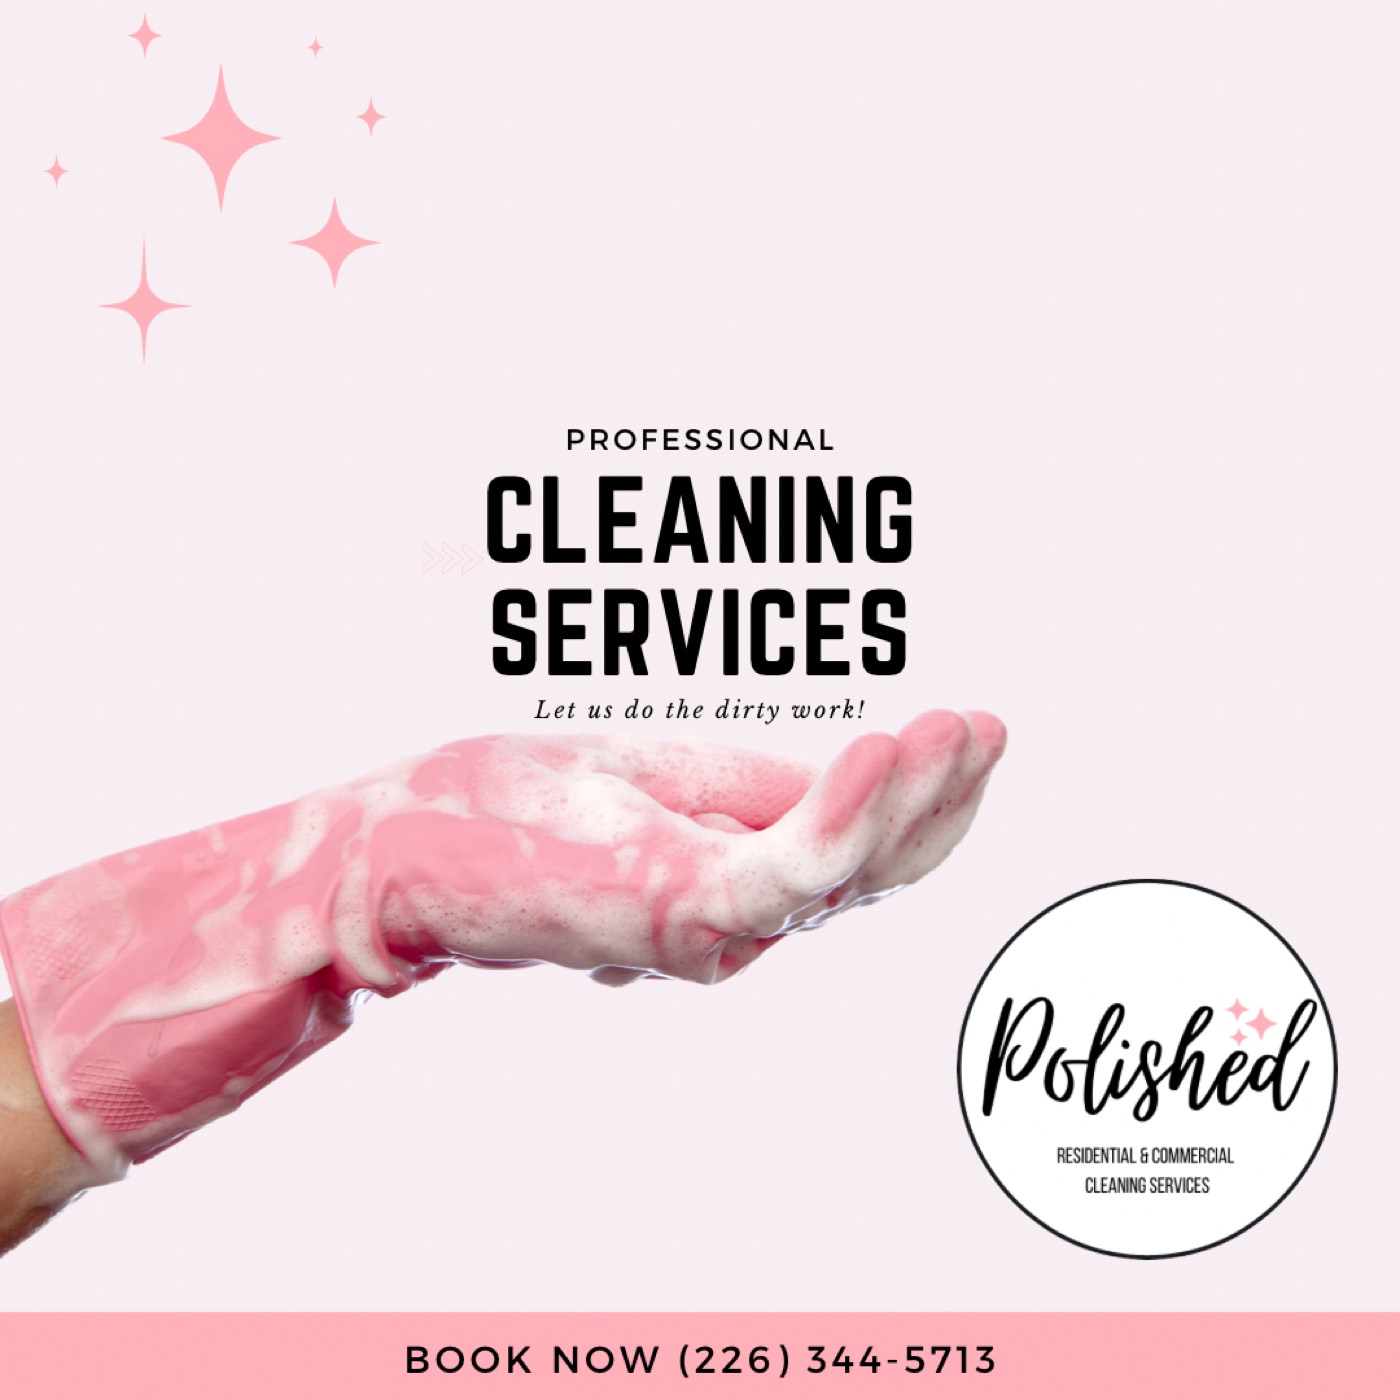 PROFESSIONAL
CLEANING
SERVICES
Let us do the dirty work!
Polished
RESIDENTIAL & COMMERCIAL
CLEANING SERVICES
BOOK NOW (226) 344-5713